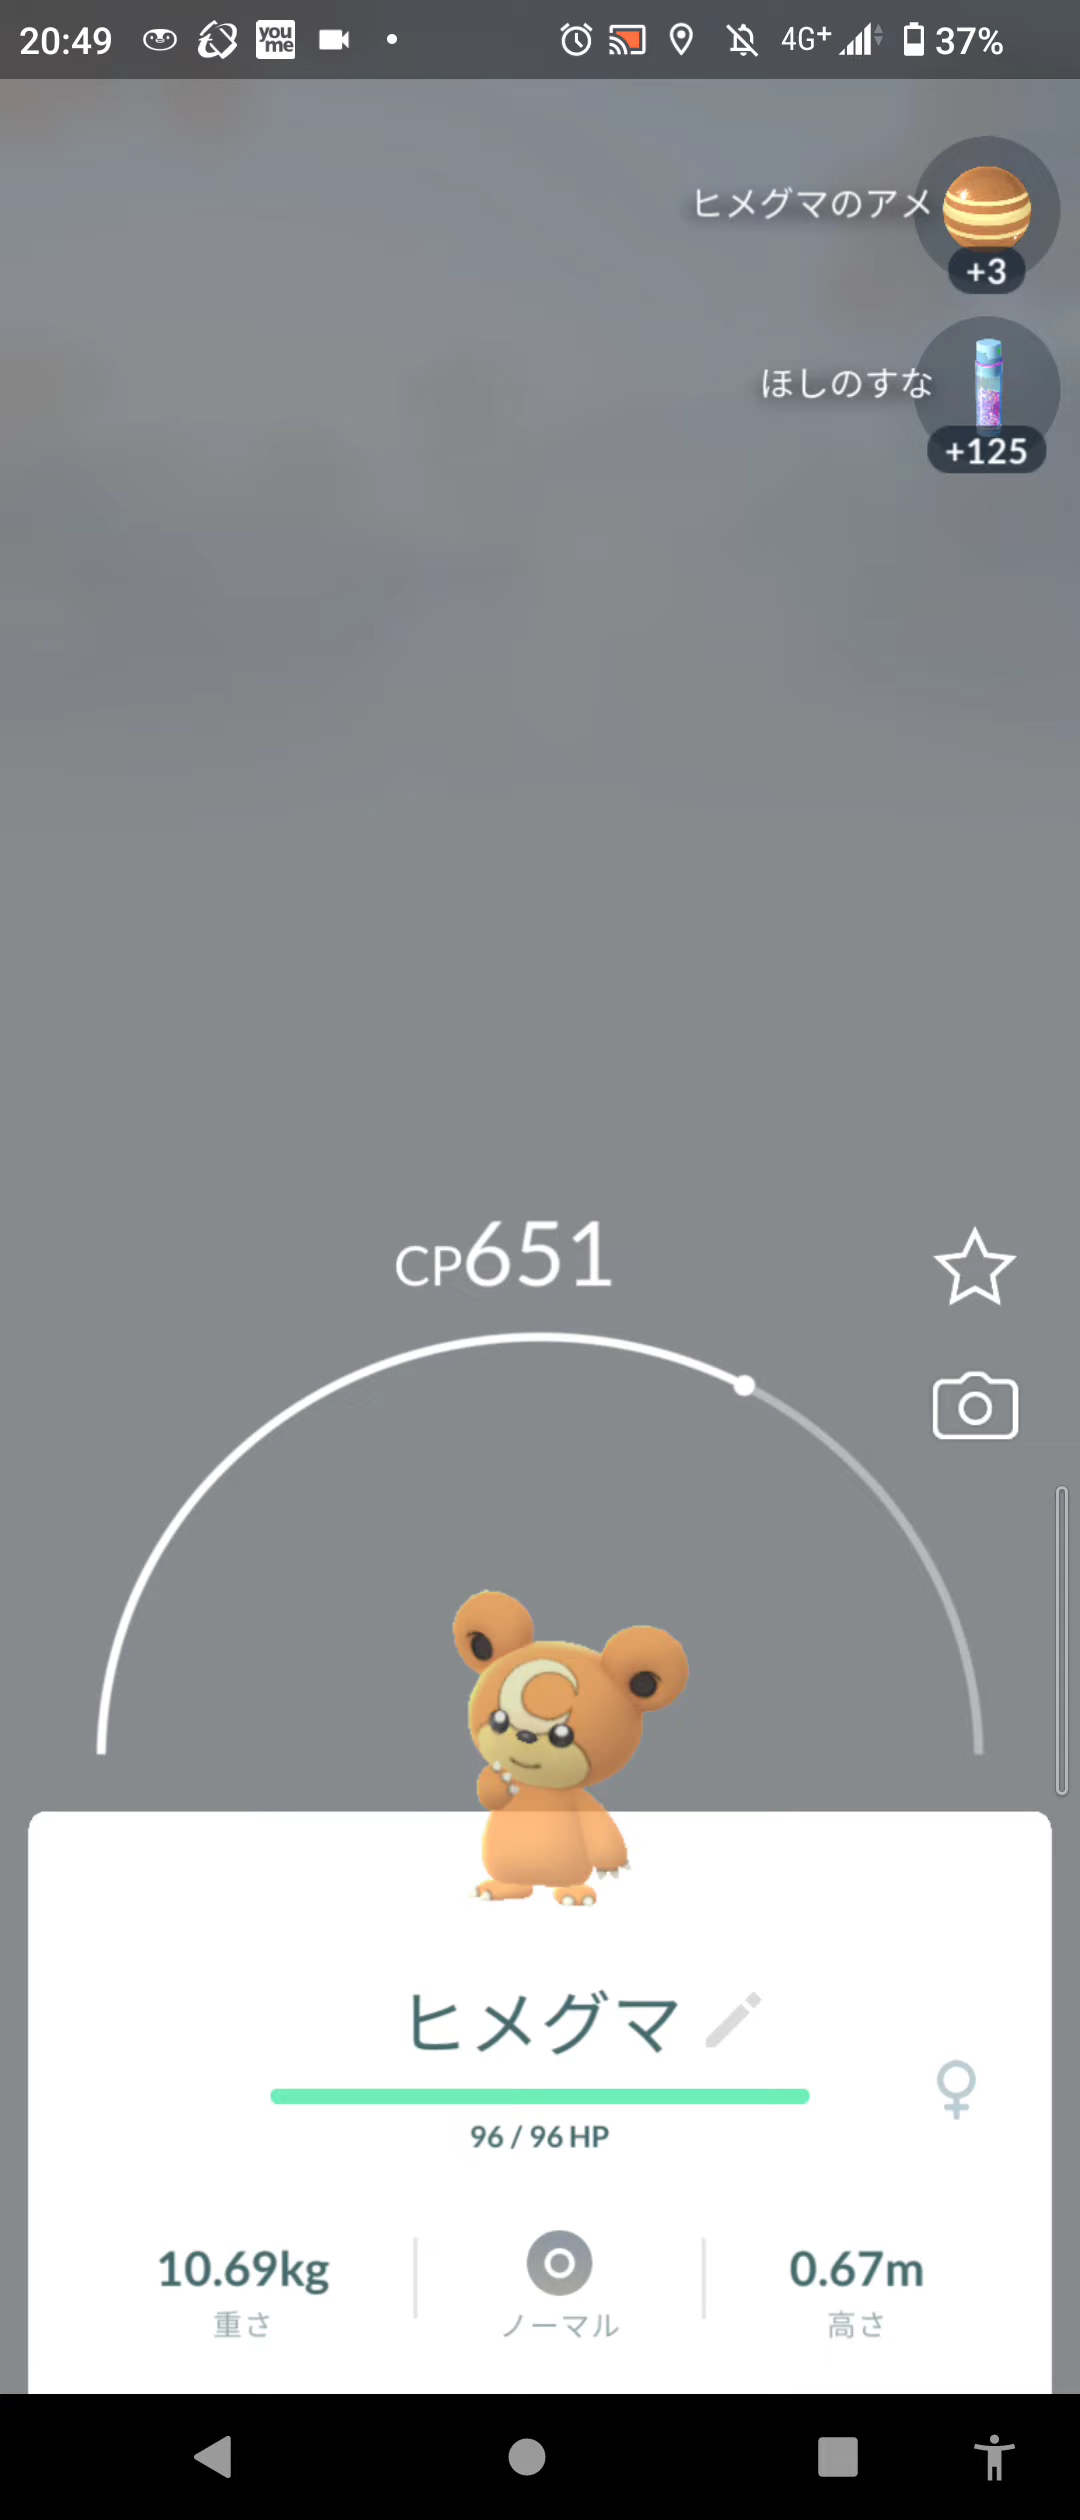 20:49
you
me
4G+
37%
ヒメグマのアメ
+3
ほしのすな
+125
CP651
ヒメグマ
96 / 96 HP
10.69kg
ノーマル
0.67m
重さ
高さ